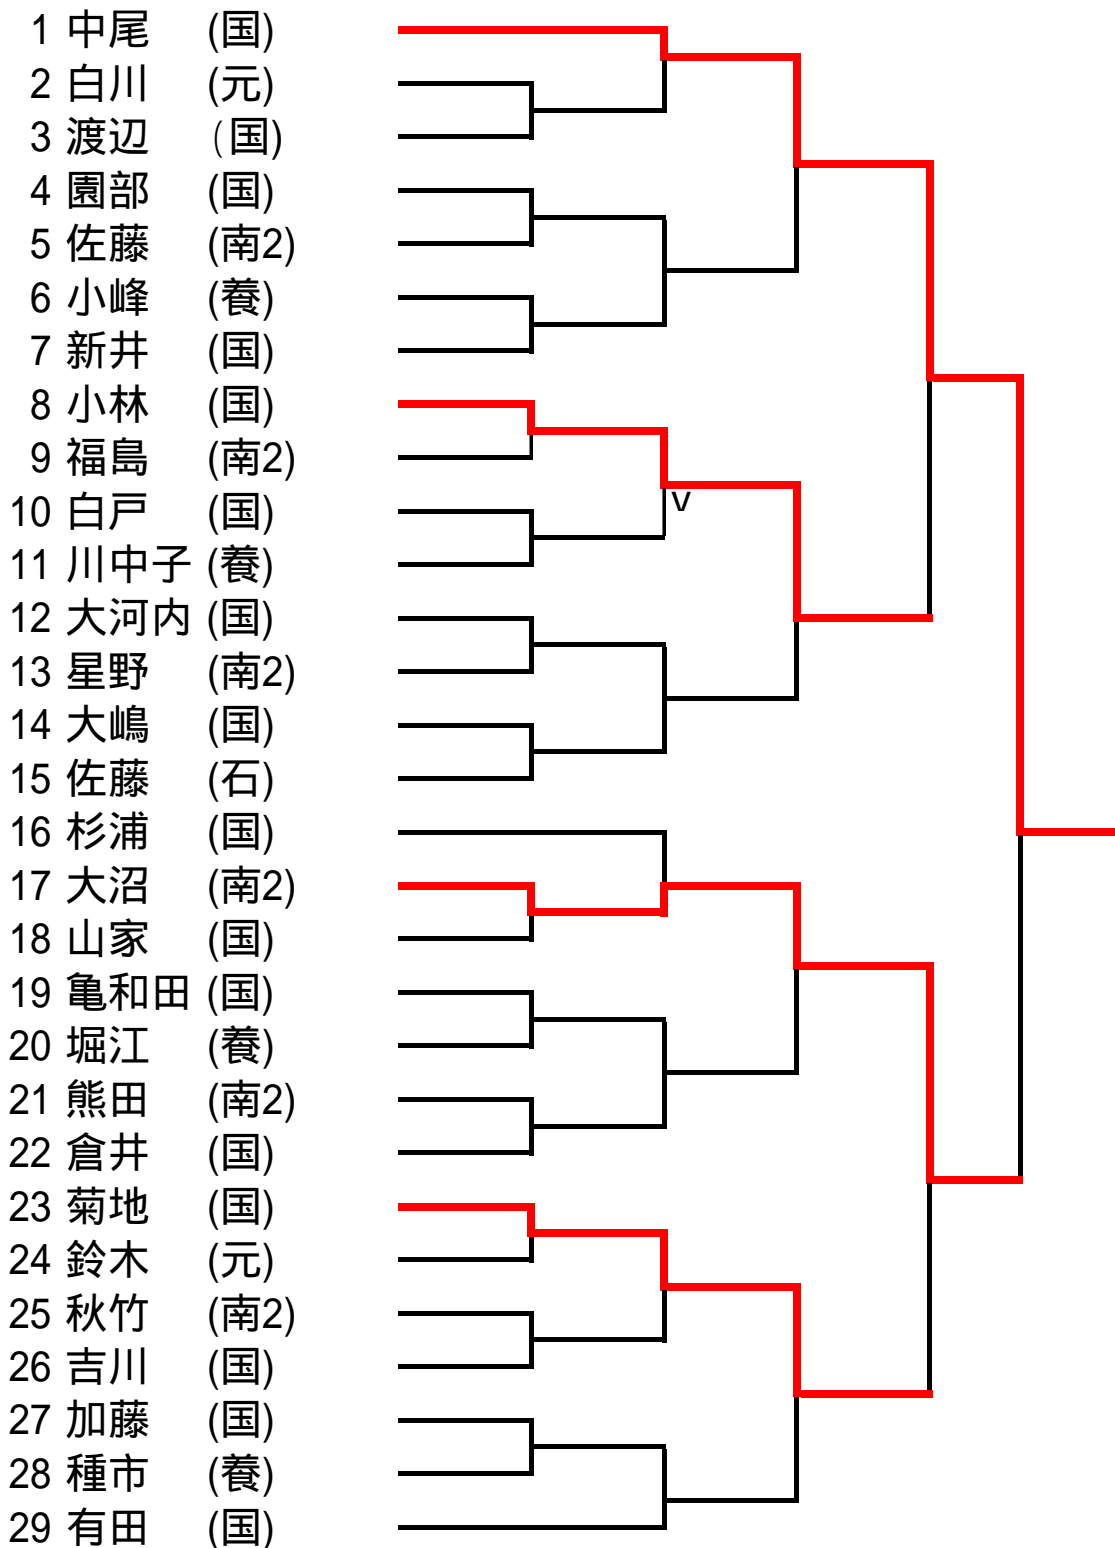 1 中尾 (国)
2 白川 (元)
3 渡辺 (国)
4 園部 (国)
5 佐藤 (南2)
6 小峰 (養)
7 新井 (国)
8 小林 (国)
9 福島 (南2)
10 白戸 (国) v
11 川中子 (養)
12 大河内 (国)
13 星野 (南2)
14 大嶋 (国)
15 佐藤 (石)
16 杉浦 (国)
17 大沼 (南2)
18 山家 (国)
19 亀和田 (国)
20 堀江 (養)
21 熊田 (南2)
22 倉井 (国)
23 菊地 (国)
24 鈴木 (元)
25 秋竹 (南2)
26 吉川 (国)
27 加藤 (国)
28 種市 (養)
29 有田 (国)